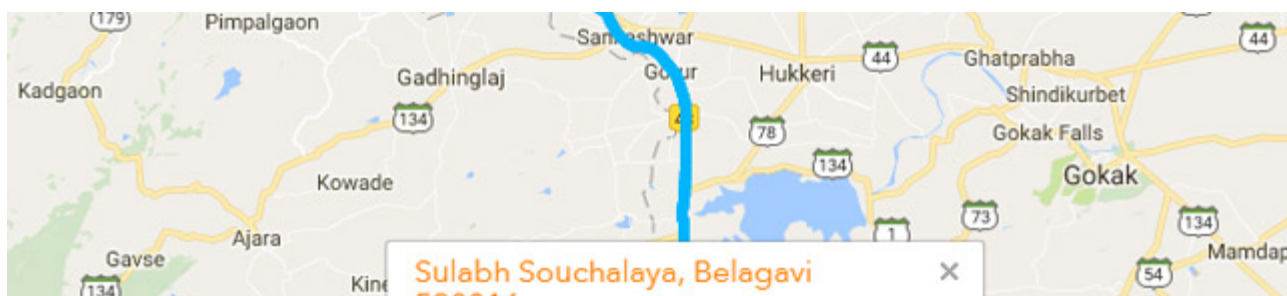 179
Pimpalgaon
Sankeshwar
44
44
Kadgaon
Gadhinglaj
Hukkeri
Ghatprabha
Shindikurbet
134
78
Gokak Falls
Kowade
134
Gokak
Ajara
1
73
134
Gavse
Mamdap
134
Sulabh Souchalaya, Belagavi
54